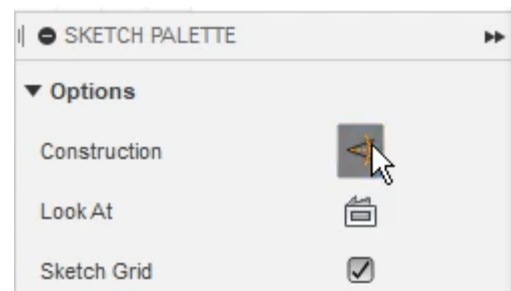 SKETCH PALETTE
Options
Construction
Look At
Sketch Grid